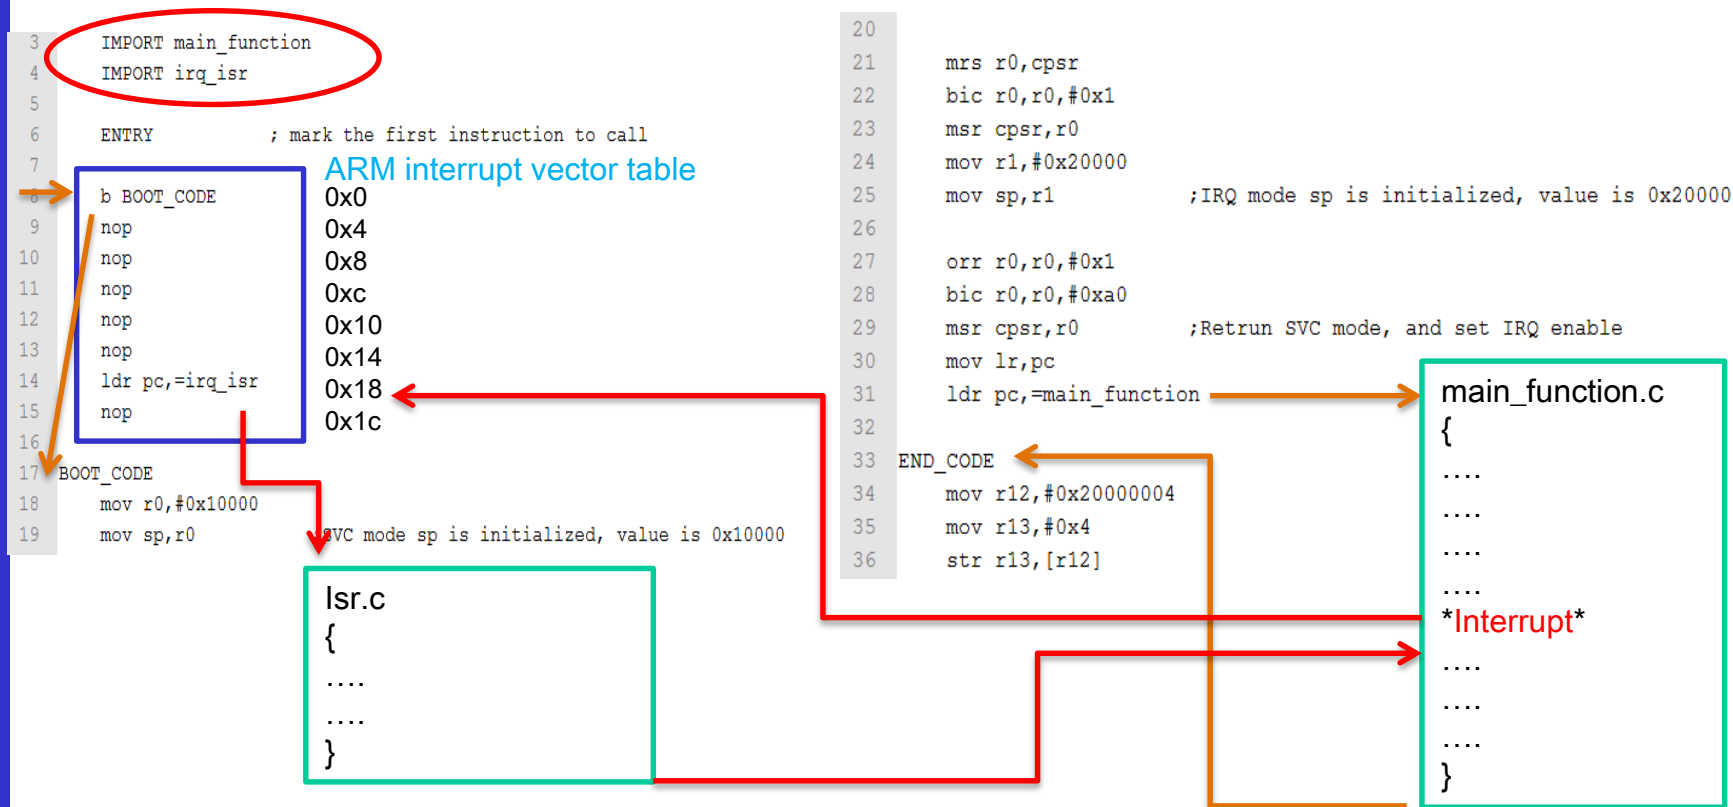 3 IMPORT main_function
4 IMPORT irq_isr
5
6 ENTRY ; mark the first instruction to call
7 ARM interrupt vector table
8 b BOOT_CODE 0x0
9 nop 0x4
10 nop 0x8
11 nop 0xc
12 nop 0x10
13 nop 0x14
14 ldr pc,=irq_isr 0x18
15 nop 0x1c
16
17 BOOT_CODE
18 mov r0,#0x10000
19 mov sp,r0 SVC mode sp is initialized, value is 0x10000
Isr.c
{
....
....
}
20
21 mrs r0,cpsr
22 bic r0,r0,#0x1
23 msr cpsr,r0
24 mov r1,#0x20000
25 mov sp,r1 ;IRQ mode sp is initialized, value is 0x20000
26
27 orr r0,r0,#0x1
28 bic r0,r0,#0xa0
29 msr cpsr,r0 ;Retrun SVC mode, and set IRQ enable
30 mov lr,pc
31 ldr pc,=main_function
32
33 END_CODE
34 mov r12,#0x20000004
35 mov r13,#0x4
36 str r13,[r12]
main_function.c
{
....
....
....
....
*Interrupt*
....
....
....
}